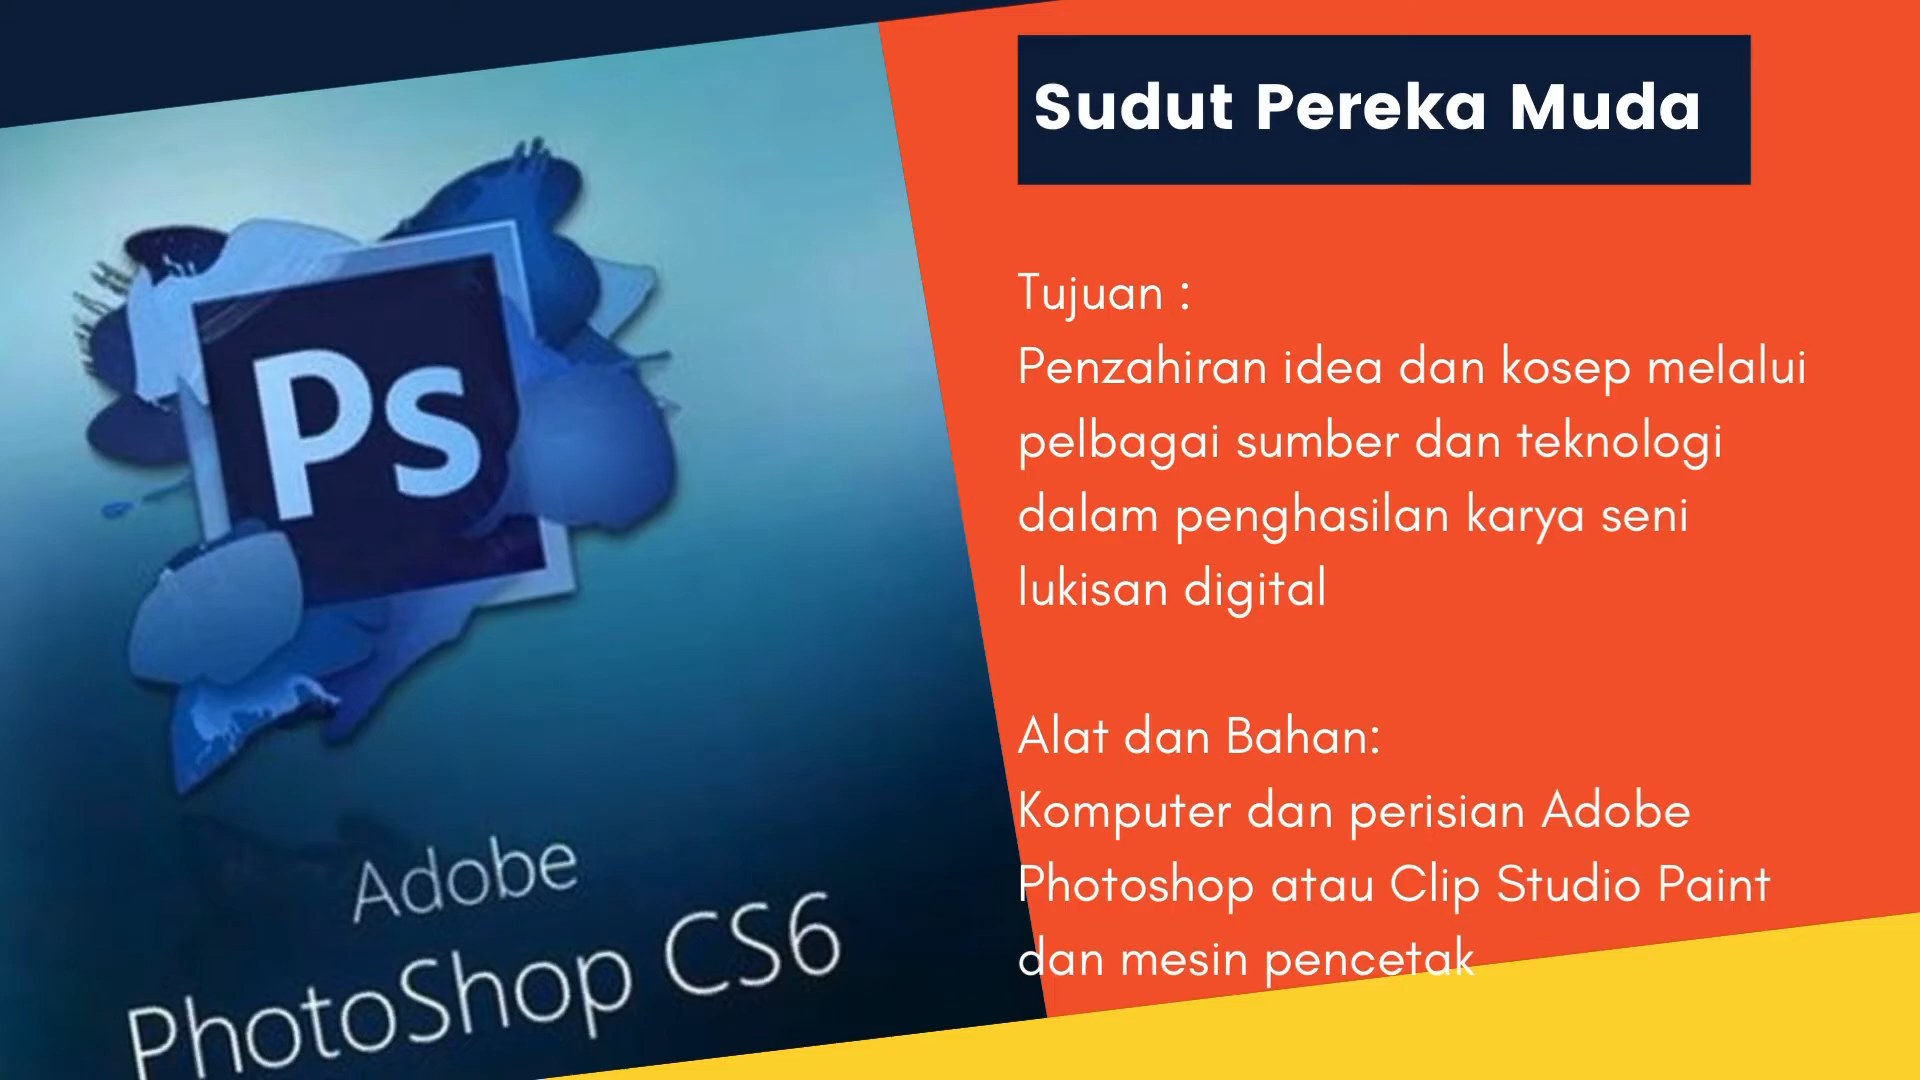 Ps
Adobe
PhotoShop CS6
Sudut Pereka Muda
Tujuan :
Penzahiran idea dan kosep melalui
pelbagai sumber dan teknologi
dalam penghasilan karya seni
lukisan digital
Alat dan Bahan:
Komputer dan perisian Adobe
Photoshop atau Clip Studio Paint
dan mesin pencetak